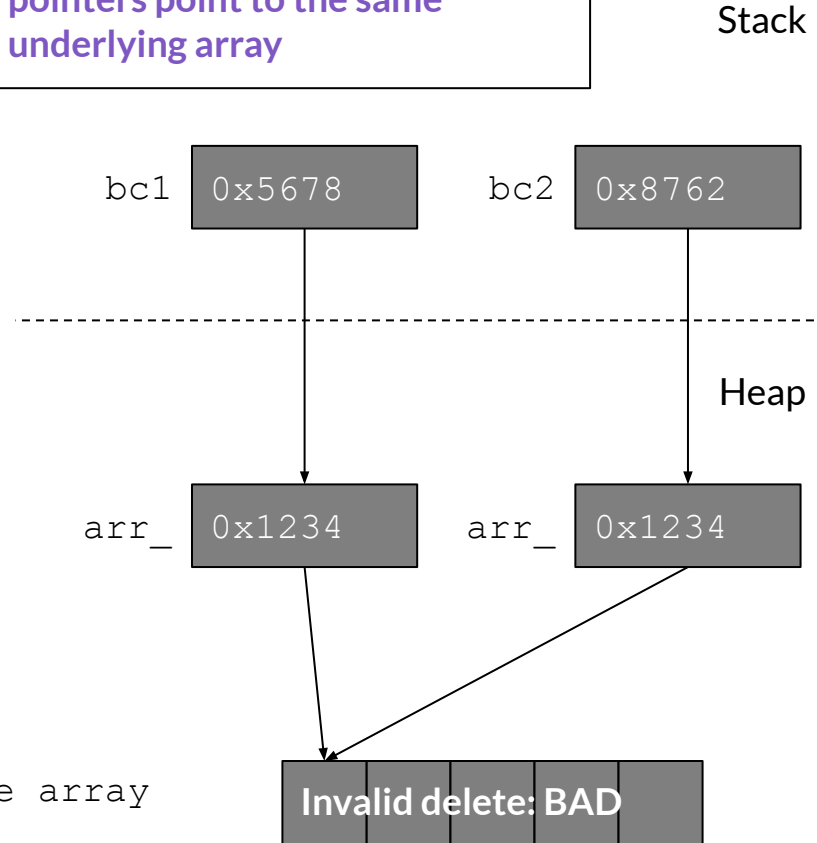 pointers point to the same
underlying array
Stack
bc1 0x5678 bc2 0x8762
Heap
arr_ 0x1234 arr_ 0x1234
e array
Invalid delete: BAD